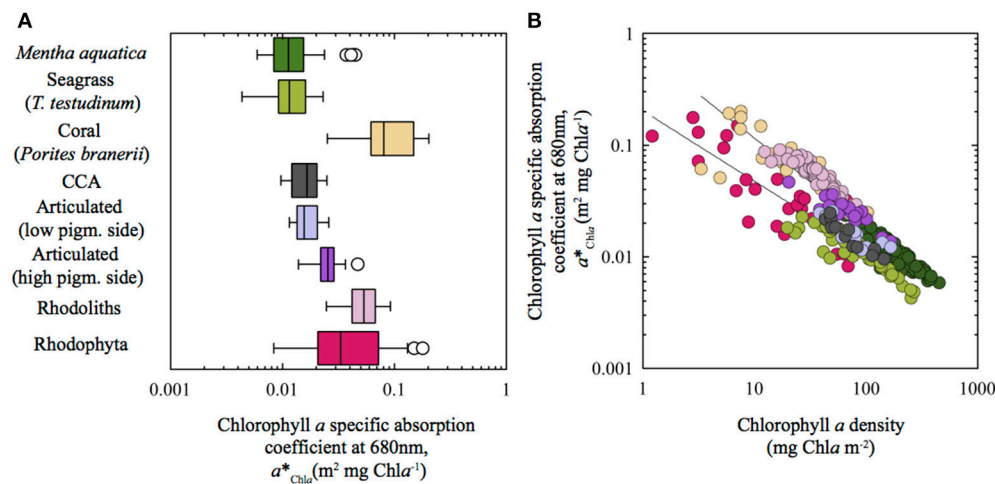 A
Mentha aquatica
Seagrass
(T. testudinum)
Coral
(Porites branerii)
CCA
Articulated
(low pigm. side)
Articulated
(high pigm. side)
Rhodoliths
Rhodophyta
0.001
0.01
0.1
1
Chlorophyll a specific absorption
coefficient at 680nm,
a*Chla(m² mg Chla⁻¹)
B
Chlorophyll a specific absorption
coefficient at 680nm,
a*Chla (m² mg Chla⁻¹)
1
0.1
0.01
0.001
1
10
100
1000
Chlorophyll a density
(mg Chla m⁻²)